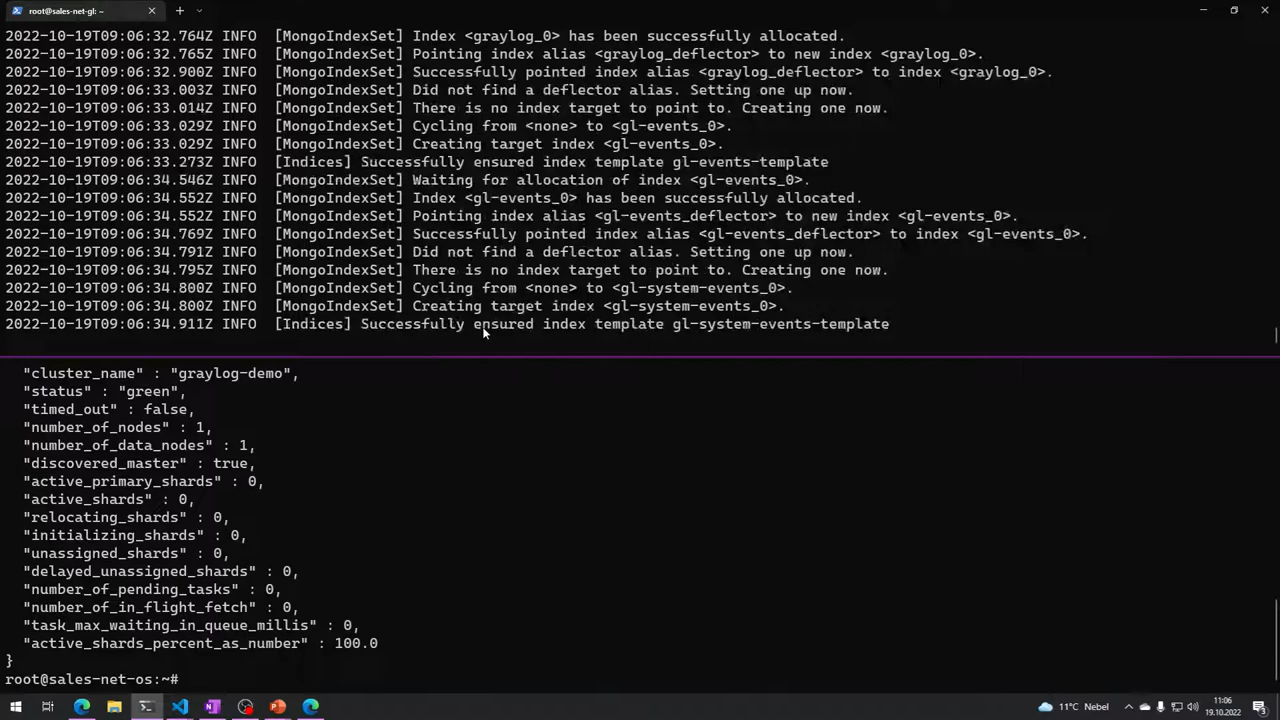 root@sales-net-gl: ~
2022-10-19T09:06:32.764Z INFO  [MongoIndexSet] Index <graylog_0> has been successfully allocated.
2022-10-19T09:06:32.765Z INFO  [MongoIndexSet] Pointing index alias <graylog_deflector> to new index <graylog_0>.
2022-10-19T09:06:32.900Z INFO  [MongoIndexSet] Successfully pointed index alias <graylog_deflector> to index <graylog_0>.
2022-10-19T09:06:33.003Z INFO  [MongoIndexSet] Did not find a deflector alias. Setting one up now.
2022-10-19T09:06:33.014Z INFO  [MongoIndexSet] There is no index target to point to. Creating one now.
2022-10-19T09:06:33.029Z INFO  [MongoIndexSet] Cycling from <none> to <gl-events_0>.
2022-10-19T09:06:33.029Z INFO  [MongoIndexSet] Creating target index <gl-events_0>.
2022-10-19T09:06:33.273Z INFO  [Indices] Successfully ensured index template gl-events-template
2022-10-19T09:06:34.546Z INFO  [MongoIndexSet] Waiting for allocation of index <gl-events_0>.
2022-10-19T09:06:34.552Z INFO  [MongoIndexSet] Index <gl-events_0> has been successfully allocated.
2022-10-19T09:06:34.552Z INFO  [MongoIndexSet] Pointing index alias <gl-events_deflector> to new index <gl-events_0>.
2022-10-19T09:06:34.769Z INFO  [MongoIndexSet] Successfully pointed index alias <gl-events_deflector> to index <gl-events_0>.
2022-10-19T09:06:34.791Z INFO  [MongoIndexSet] Did not find a deflector alias. Setting one up now.
2022-10-19T09:06:34.795Z INFO  [MongoIndexSet] There is no index target to point to. Creating one now.
2022-10-19T09:06:34.800Z INFO  [MongoIndexSet] Cycling from <none> to <gl-system-events_0>.
2022-10-19T09:06:34.800Z INFO  [MongoIndexSet] Creating target index <gl-system-events_0>.
2022-10-19T09:06:34.911Z INFO  [Indices] Successfully ensured index template gl-system-events-template
"cluster_name" : "graylog-demo",
"status" : "green",
"timed_out" : false,
"number_of_nodes" : 1,
"number_of_data_nodes" : 1,
"discovered_master" : true,
"active_primary_shards" : 0,
"active_shards" : 0,
"relocating_shards" : 0,
"initializing_shards" : 0,
"unassigned_shards" : 0,
"delayed_unassigned_shards" : 0,
"number_of_pending_tasks" : 0,
"number_of_in_flight_fetch" : 0,
"task_max_waiting_in_queue_millis" : 0,
"active_shards_percent_as_number" : 100.0
}
root@sales-net-os:~#
11°C Nebel
11:06
19.10.2022
3